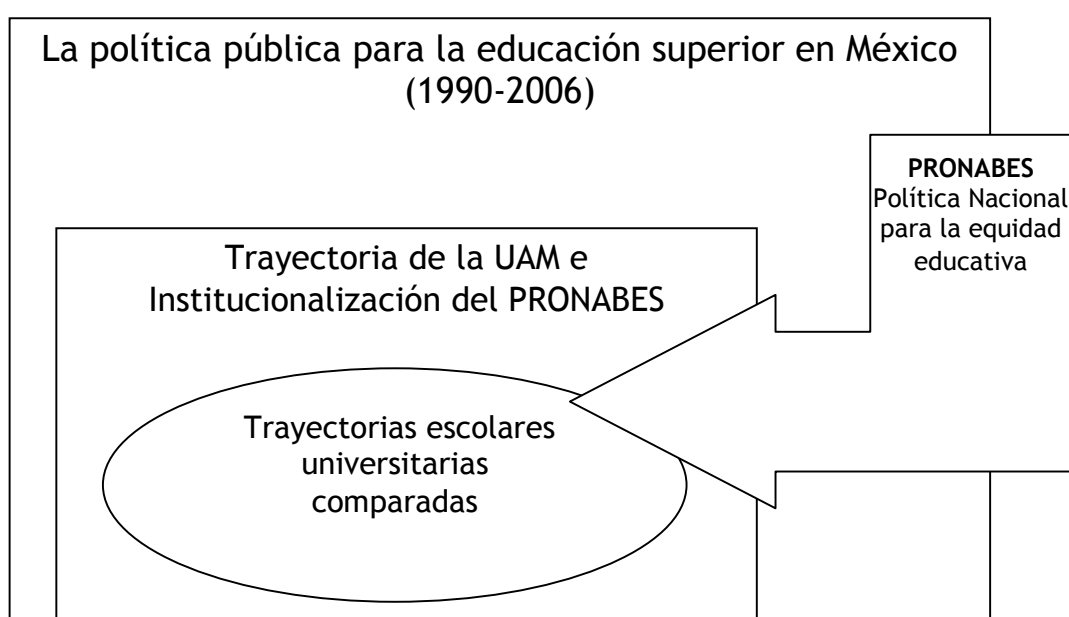 La política pública para la educación superior en México
(1990-2006)
PRONABES
Política Nacional
para la equidad
educativa
Trayectoria de la UAM e
Institucionalización del PRONABES
Trayectorias escolares
universitarias
comparadas